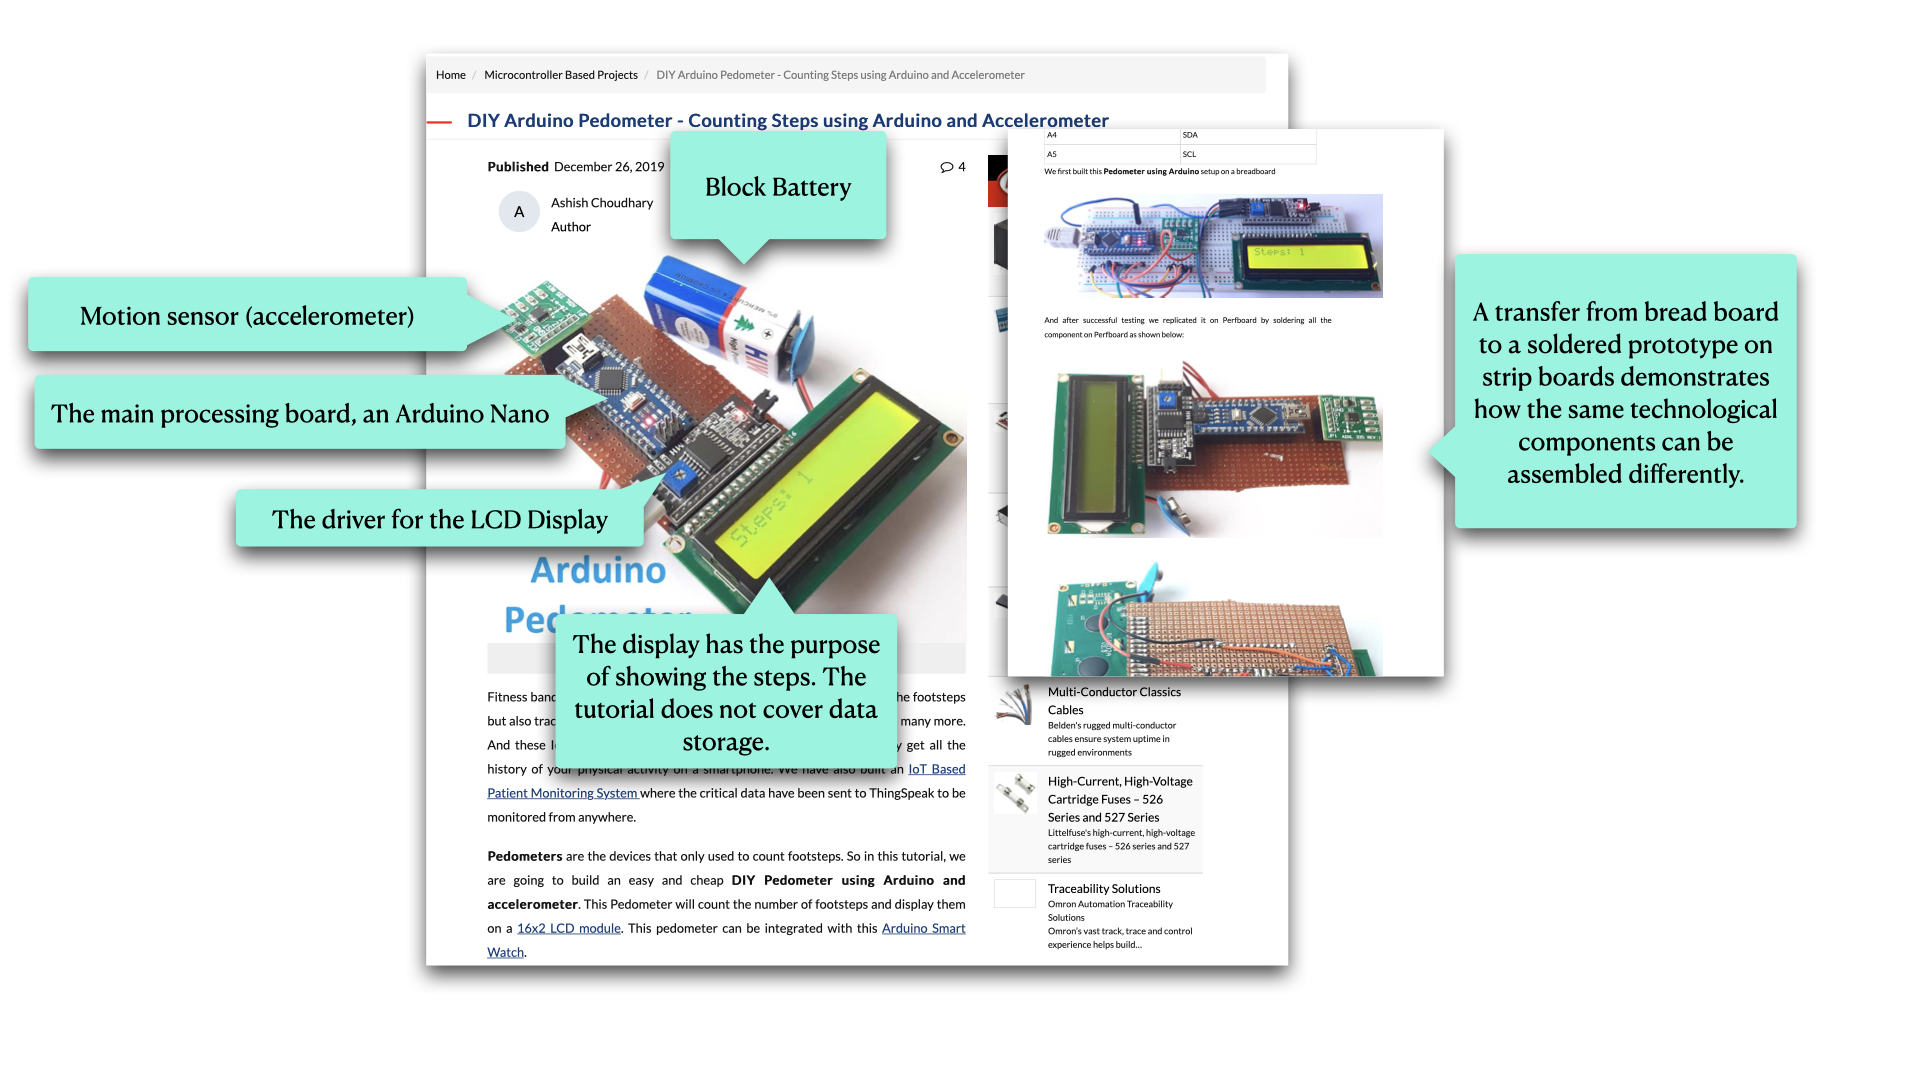 Home / Microcontroller Based Projects / DIY Arduino Pedometer - Counting Steps using Arduino and Accelerometer
DIY Arduino Pedometer - Counting Steps using Arduino and Accelerometer
Published December 26, 2019
4
A
Ashish Choudhary
Author
Block Battery
Motion sensor (accelerometer)
The main processing board, an Arduino Nano
The driver for the LCD Display
Steps: 1
Arduino
The display has the purpose
of showing the steps. The
tutorial does not cover data
storage.
Fitness he footsteps
but also many more.
And these get all the
history of your physical activity on a smartphone. We have also built an IoT Based
Patient Monitoring System where the critical data have been sent to ThingSpeak to be
monitored from anywhere.
Pedometers are the devices that only used to count footsteps. So in this tutorial, we
are going to build an easy and cheap DIY Pedometer using Arduino and
accelerometer. This Pedometer will count the number of footsteps and display them
on a 16x2 LCD module. This pedometer can be integrated with this Arduino Smart
Watch.
A4 SDA
A5 SCL
We first built this Pedometer using Arduino setup on a breadboard
Steps: 1
And after successful testing we replicated it on Perfboard by soldering all the
component on Perfboard as shown below:
A transfer from bread board
to a soldered prototype on
strip boards demonstrates
how the same technological
components can be
assembled differently.
Multi-Conductor Classics
Cables
Belden's rugged multi-conductor
cables ensure system uptime in
rugged environments
High-Current, High-Voltage
Cartridge Fuses – 526
Series and 527 Series
Littelfuse's high-current, high-voltage
cartridge fuses – 526 series and 527
series
Traceability Solutions
Omron Automation Traceability
Solutions
Omron's vast track, trace and control
experience helps build...